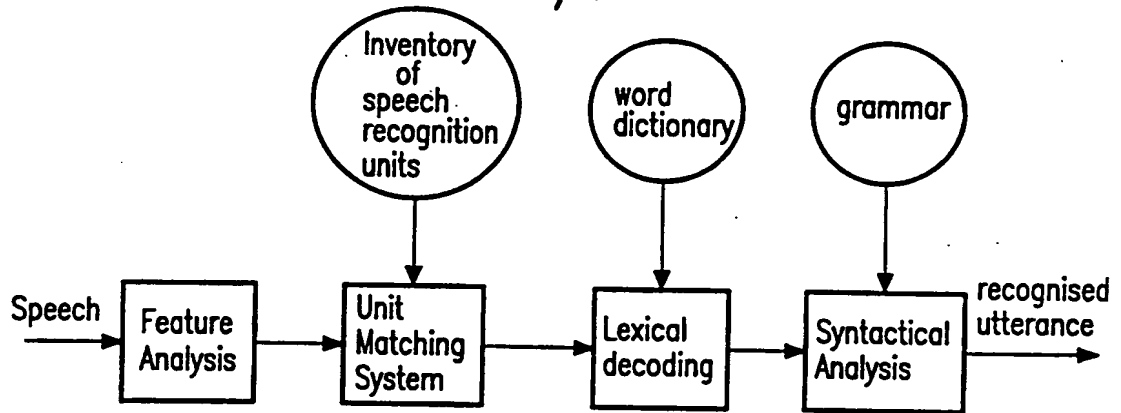 Inventory
of
speech
recognition
units
word
dictionary
grammar
Speech
Feature
Analysis
Unit
Matching
System
Lexical
decoding
Syntactical
Analysis
recognised
utterance